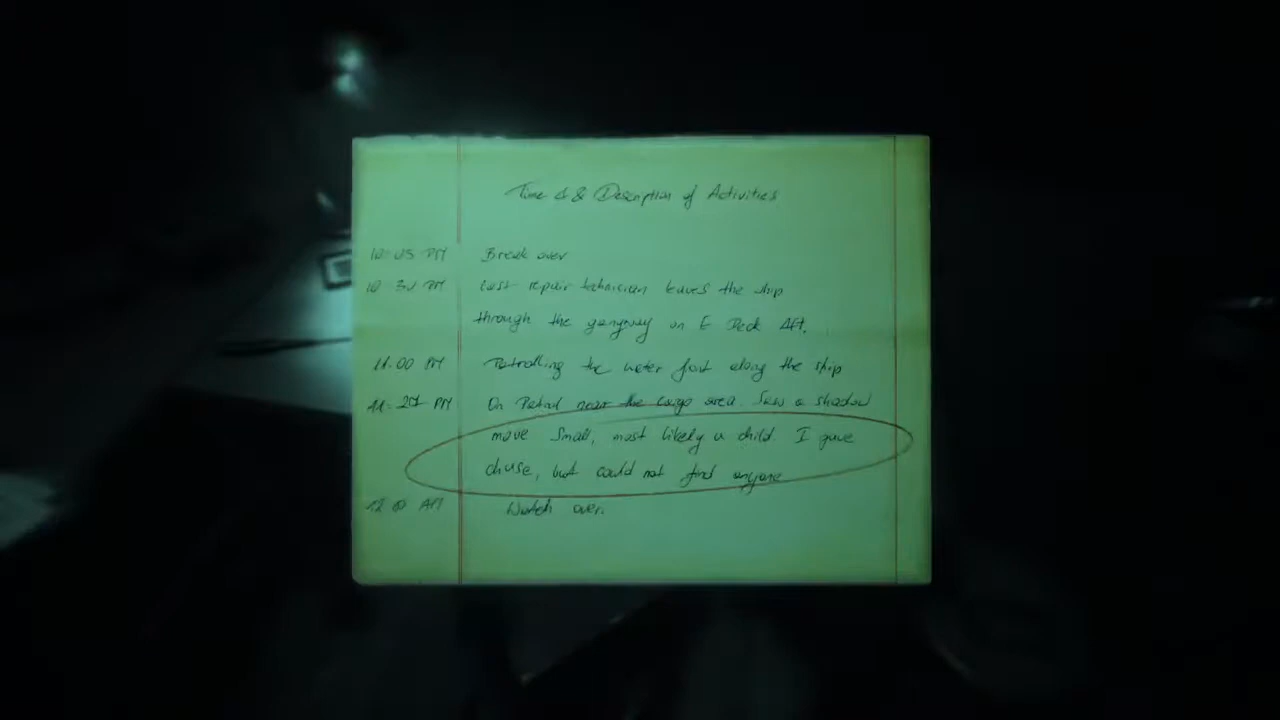 Time & Description of Activities
10:05 PM Break over
10:30 PM Last repair technician leaves the ship
through the gangway on E Deck Aft.
11:00 PM Patrolling the water front along the ship
11:27 PM On Patrol near the cargo area. Saw a shadow
move Small, most likely a child. I gave
chase, but could not find anyone
12:00 AM Watch over.